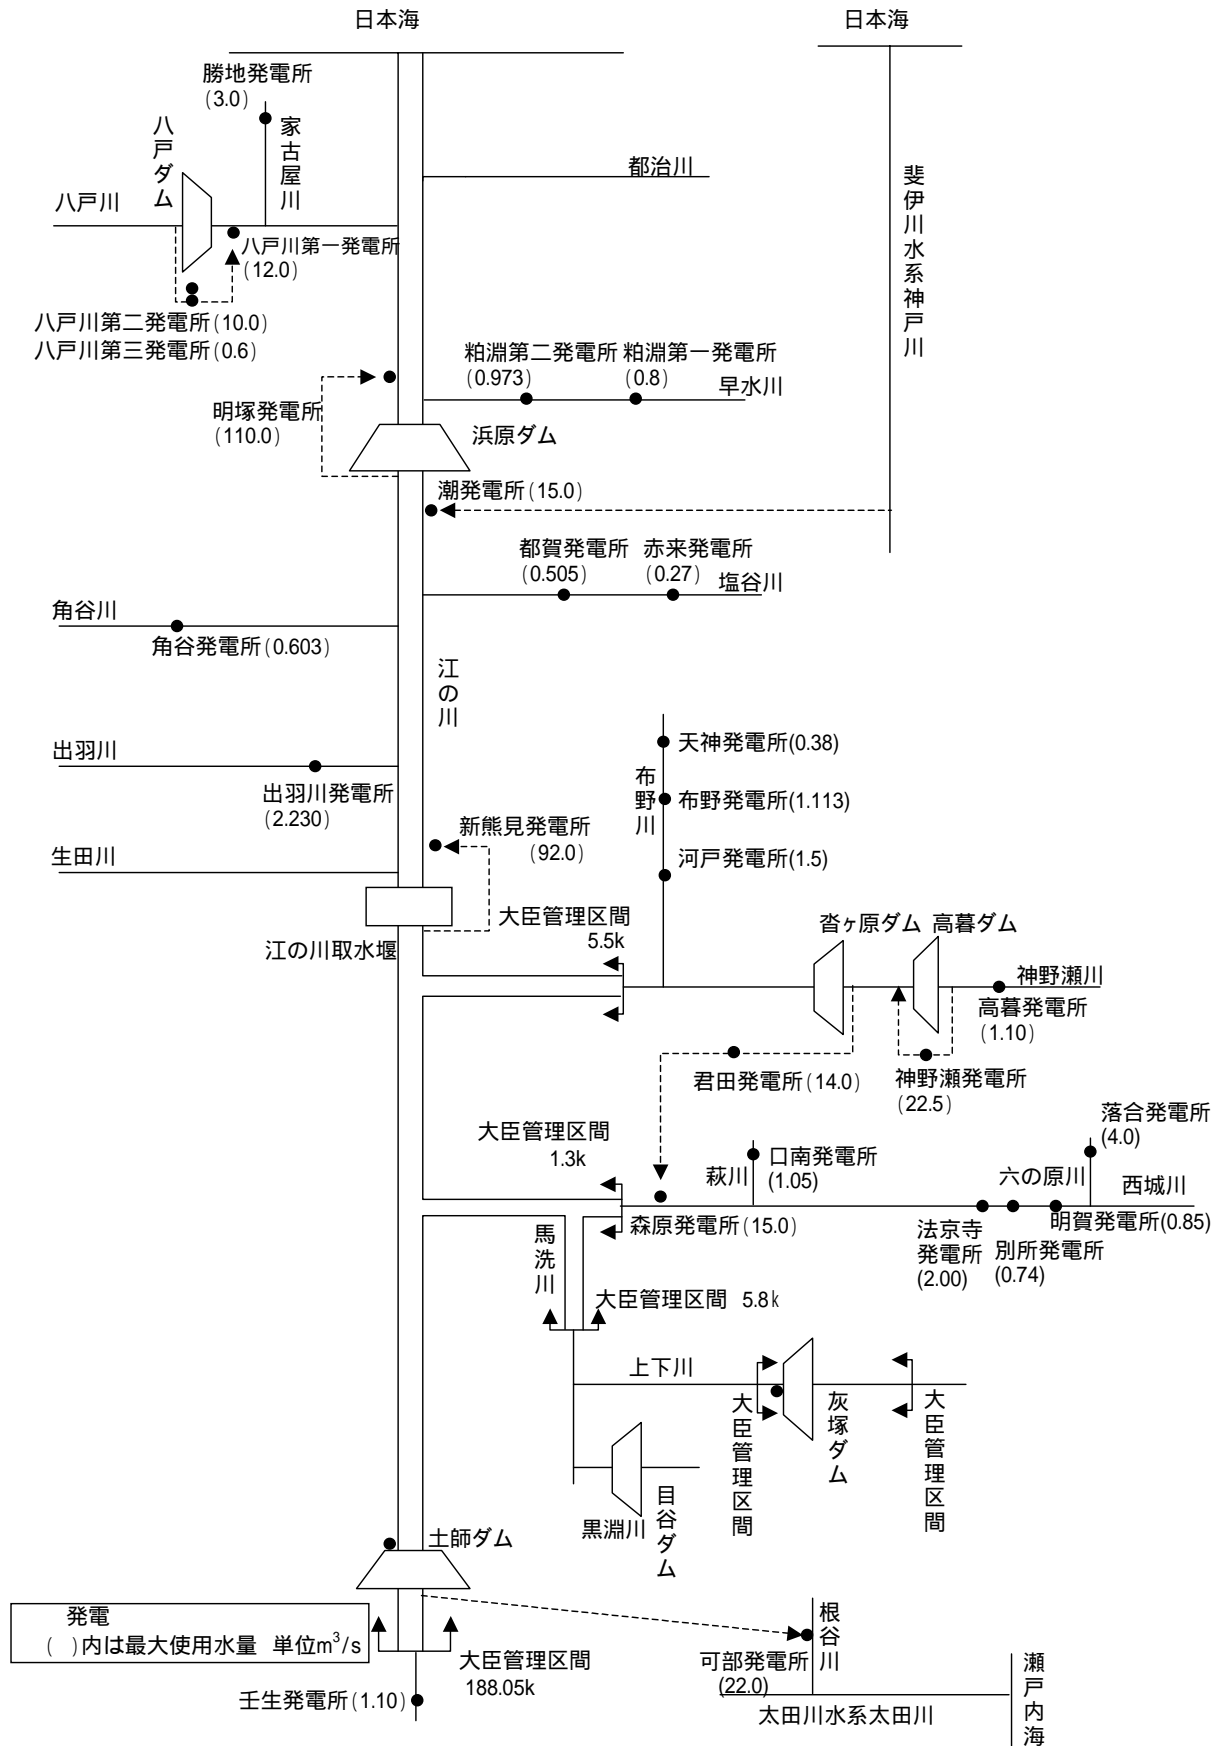 日本海
日本海
勝地発電所
(3.0)
家古屋川
八戸ダム
八戸川
八戸川第一発電所
(12.0)
八戸川第二発電所(10.0)
八戸川第三発電所(0.6)
都治川
斐伊川水系神戸川
粕淵第二発電所
(0.973)
粕淵第一発電所
(0.8)
早水川
明塚発電所
(110.0)
浜原ダム
潮発電所(15.0)
都賀発電所
(0.505)
赤来発電所
(0.27)
塩谷川
角谷川
角谷発電所(0.603)
江の川
出羽川
出羽川発電所
(2.230)
布野川
天神発電所(0.38)
布野発電所(1.113)
河戸発電所(1.5)
新熊見発電所
(92.0)
生田川
江の川取水堰
大臣管理区間
5.5k
沓ヶ原ダム
高暮ダム
神野瀬川
高暮発電所
(1.10)
君田発電所(14.0)
神野瀬発電所
(22.5)
大臣管理区間
1.3k
萩川
口南発電所
(1.05)
落合発電所
(4.0)
六の原川
西城川
森原発電所(15.0)
法京寺
発電所
(2.00)
別所発電所
(0.74)
明賀発電所(0.85)
馬洗川
大臣管理区間 5.8k
上下川
大臣管理区間
灰塚ダム
大臣管理区間
黒淵川
目谷ダム
土師ダム
発電
( )内は最大使用水量 単位m³/s
大臣管理区間
188.05k
壬生発電所(1.10)
根谷川
可部発電所
(22.0)
太田川水系太田川
瀬戸内海